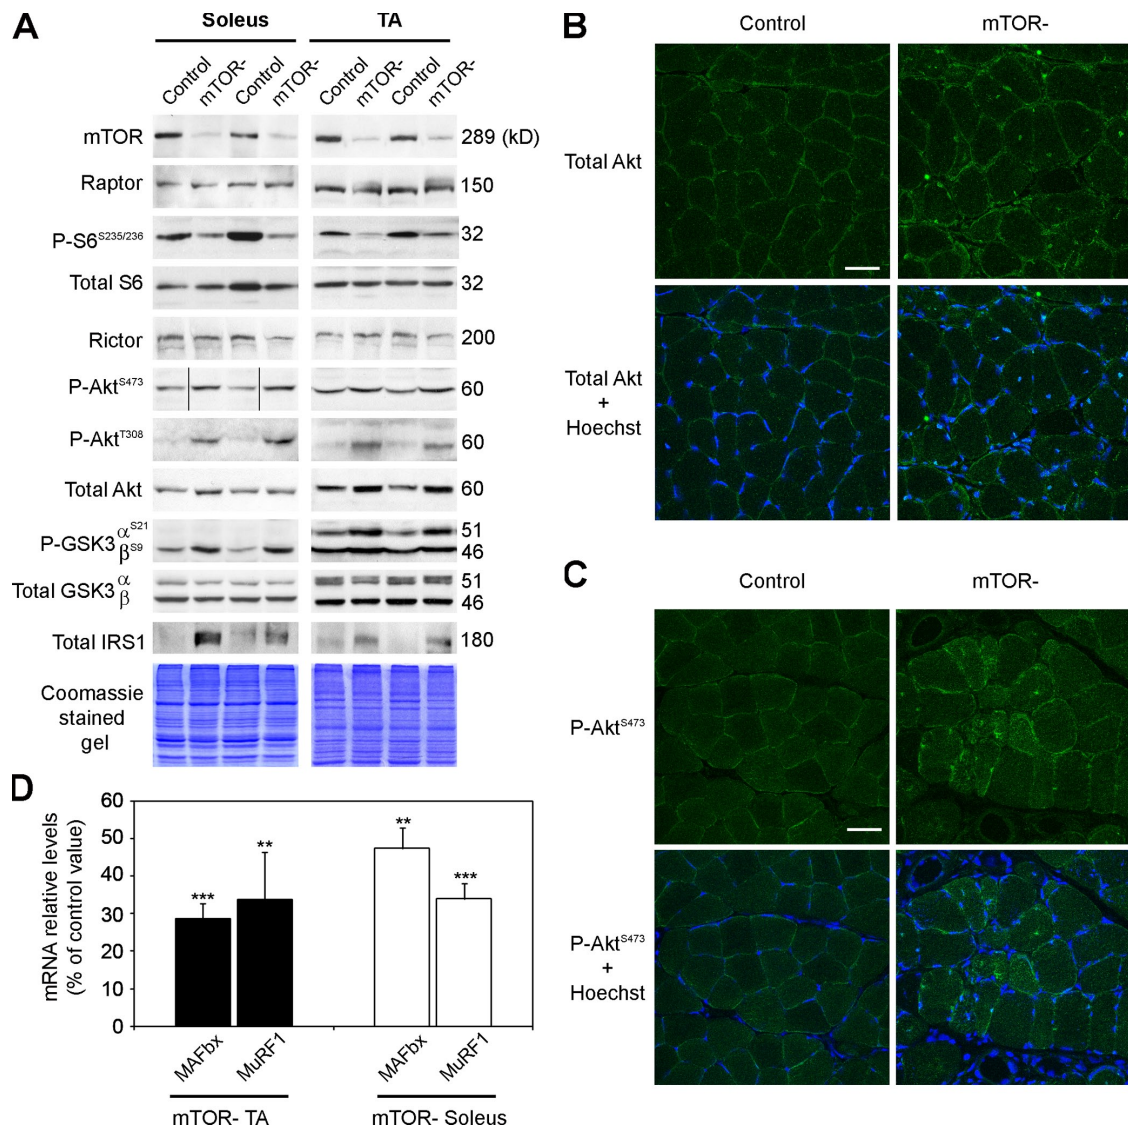 A
Soleus TA
Control mTOR- Control mTOR- Control mTOR- Control mTOR-
mTOR 289 (kD)
Raptor 150
P-S6S235/236 32
Total S6 32
Rictor 200
P-AktS473 60
P-AktT308 60
Total Akt 60
P-GSK3 αS21 51
βS9 46
Total GSK3 α 51
β 46
Total IRS1 180
Coomassie
stained
gel
B
Control mTOR-
Total Akt
Total Akt
+
Hoechst
C
Control mTOR-
P-AktS473
P-AktS473
+
Hoechst
D
mRNA relative levels
(% of control value)
60
50
40
30
20
10
0
*** ** ** ***
MAFbx MuRF1 MAFbx MuRF1
mTOR- TA mTOR- Soleus